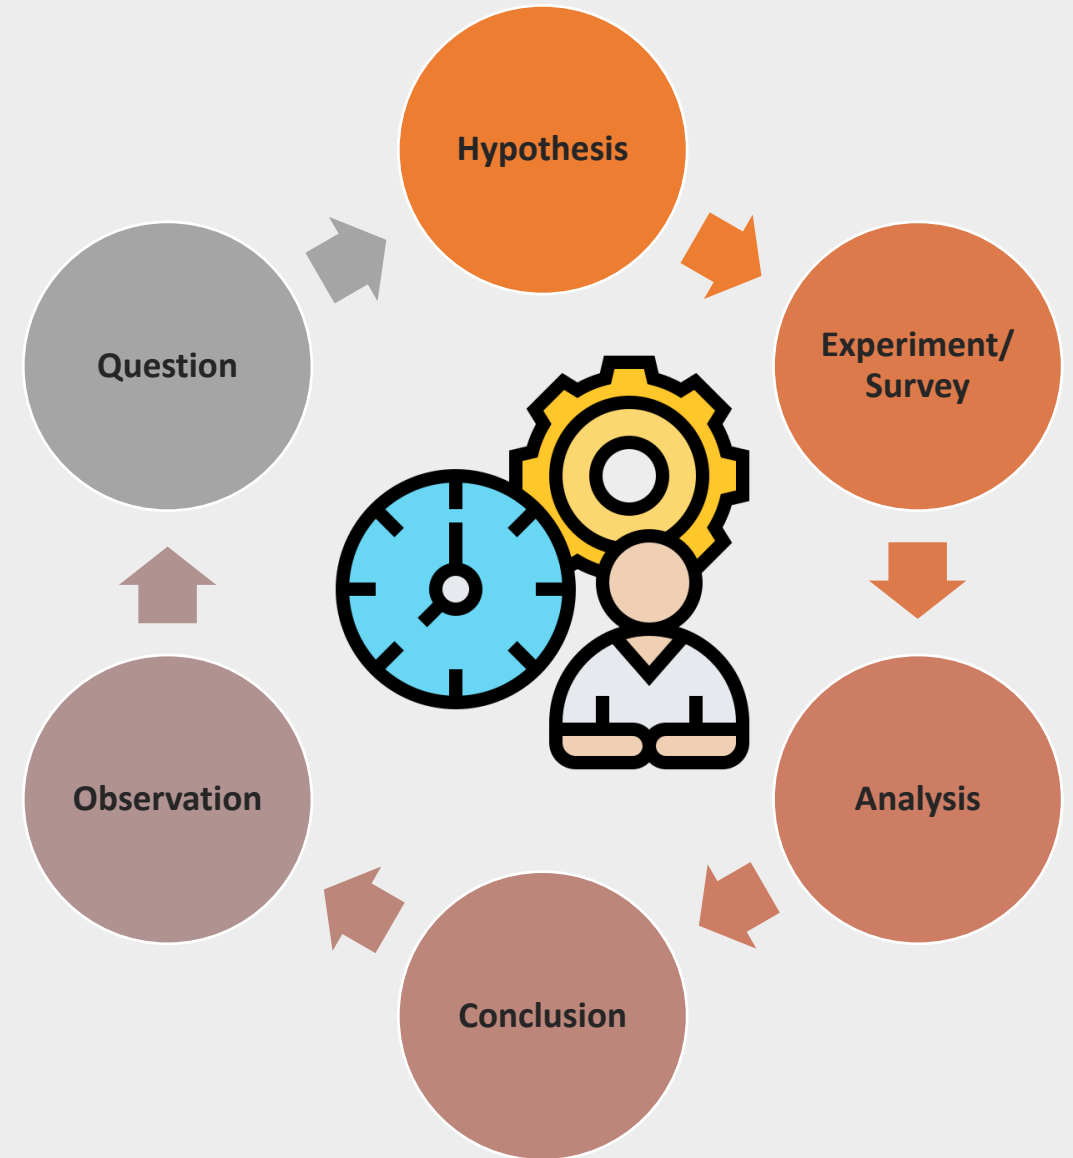 Hypothesis
Experiment/
Survey
Analysis
Conclusion
Observation
Question